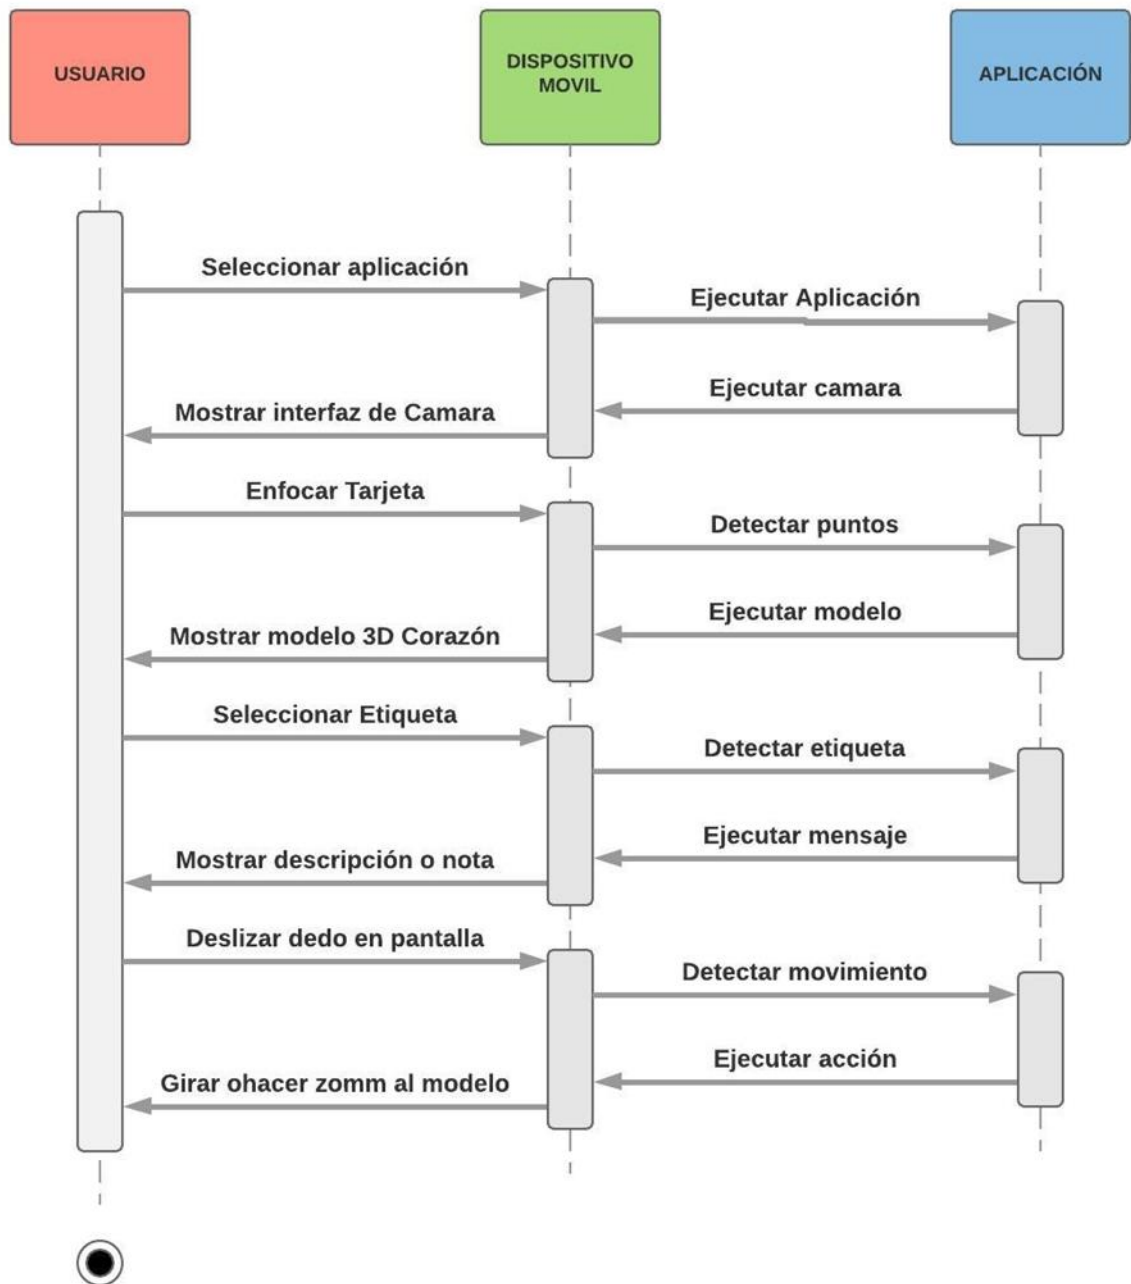 USUARIO
DISPOSITIVO
MOVIL
APLICACIÓN
Seleccionar aplicación
Ejecutar Aplicación
Ejecutar camara
Mostrar interfaz de Camara
Enfocar Tarjeta
Detectar puntos
Ejecutar modelo
Mostrar modelo 3D Corazón
Seleccionar Etiqueta
Detectar etiqueta
Ejecutar mensaje
Mostrar descripción o nota
Deslizar dedo en pantalla
Detectar movimiento
Ejecutar acción
Girar ohacer zomm al modelo